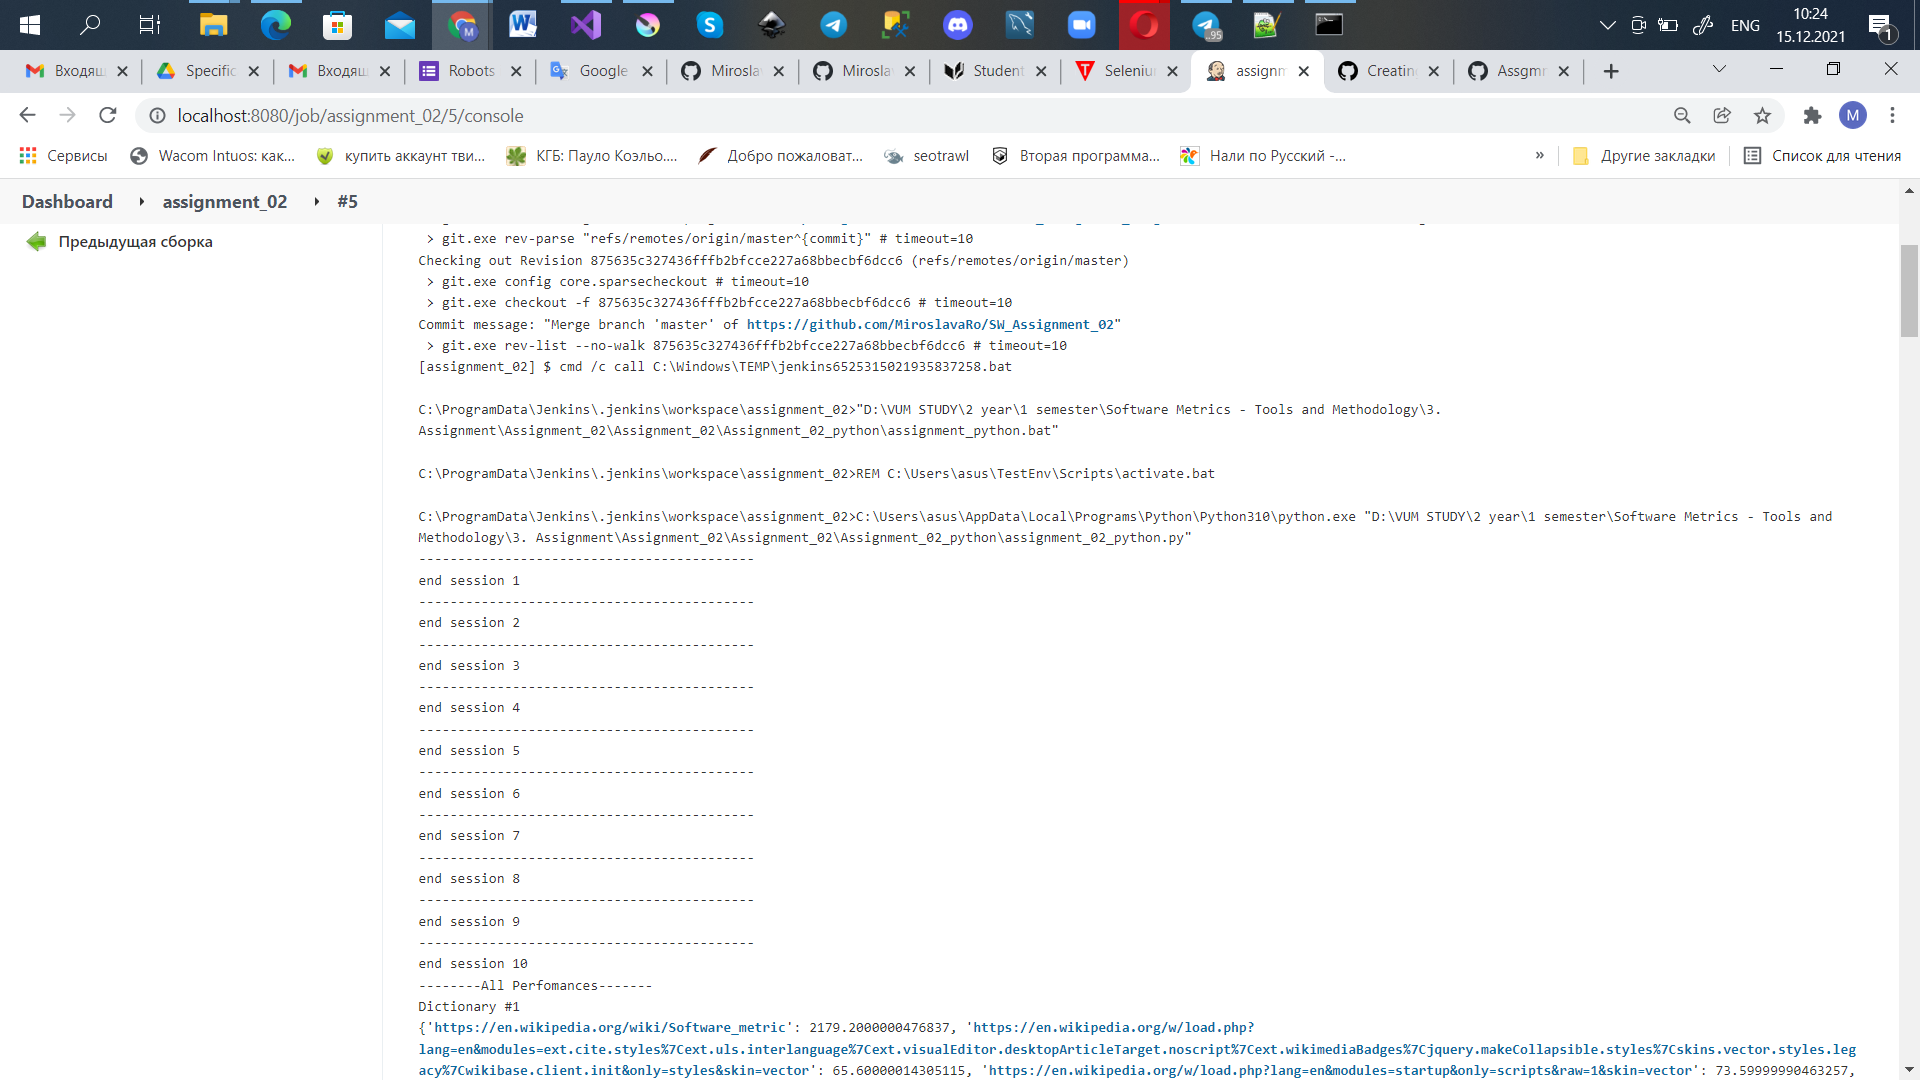 ENG
10:24
15.12.2021
1
95
Входящ
Specific
Входящ
Robots
Google
Mirosla
Mirosla
Student
Seleniu
assignm
Creatin
Assgmn
localhost:8080/job/assignment_02/5/console
M
Сервисы
Wacom Intuos: как...
купить аккаунт тви...
КГБ: Пауло Коэльо....
Добро пожаловат...
seotrawl
Вторая программа...
Нали по Русский -...
»
Другие закладки
Список для чтения
Dashboard
assignment_02
#5
Предыдущая сборка
> git.exe rev-parse "refs/remotes/origin/master^{commit}" # timeout=10
Checking out Revision 875635c327436fffb2bfcce227a68bbecbf6dcc6 (refs/remotes/origin/master)
> git.exe config core.sparsecheckout # timeout=10
> git.exe checkout -f 875635c327436fffb2bfcce227a68bbecbf6dcc6 # timeout=10
Commit message: "Merge branch 'master' of https://github.com/MiroslavaRo/SW_Assignment_02"
> git.exe rev-list --no-walk 875635c327436fffb2bfcce227a68bbecbf6dcc6 # timeout=10
[assignment_02] $ cmd /c call C:\Windows\TEMP\jenkins6525315021935837258.bat
C:\ProgramData\Jenkins\.jenkins\workspace\assignment_02>"D:\VUM STUDY\2 year\1 semester\Software Metrics - Tools and Methodology\3.
Assignment\Assignment_02\Assignment_02\Assignment_02_python\assignment_python.bat"
C:\ProgramData\Jenkins\.jenkins\workspace\assignment_02>REM C:\Users\asus\TestEnv\Scripts\activate.bat
C:\ProgramData\Jenkins\.jenkins\workspace\assignment_02>C:\Users\asus\AppData\Local\Programs\Python\Python310\python.exe "D:\VUM STUDY\2 year\1 semester\Software Metrics - Tools and
Methodology\3. Assignment\Assignment_02\Assignment_02\Assignment_02_python\assignment_02_python.py"
-------------------------------------------
end session 1
-------------------------------------------
end session 2
-------------------------------------------
end session 3
-------------------------------------------
end session 4
-------------------------------------------
end session 5
-------------------------------------------
end session 6
-------------------------------------------
end session 7
-------------------------------------------
end session 8
-------------------------------------------
end session 9
-------------------------------------------
end session 10
--------All Perfomances-------
Dictionary #1
{'https://en.wikipedia.org/wiki/Software_metric': 2179.2000000476837, 'https://en.wikipedia.org/w/load.php?
lang=en&modules=ext.cite.styles%7Cext.uls.interlanguage%7Cext.visualEditor.desktopArticleTarget.noscript%7Cext.wikimediaBadges%7Cjquery.makeCollapsible.styles%7Cskins.vector.styles.leg
acy%7Cwikibase.client.init&only=styles&skin=vector': 65.60000014305115, 'https://en.wikipedia.org/w/load.php?lang=en&modules=startup&only=scripts&raw=1&skin=vector': 73.59999990463257,